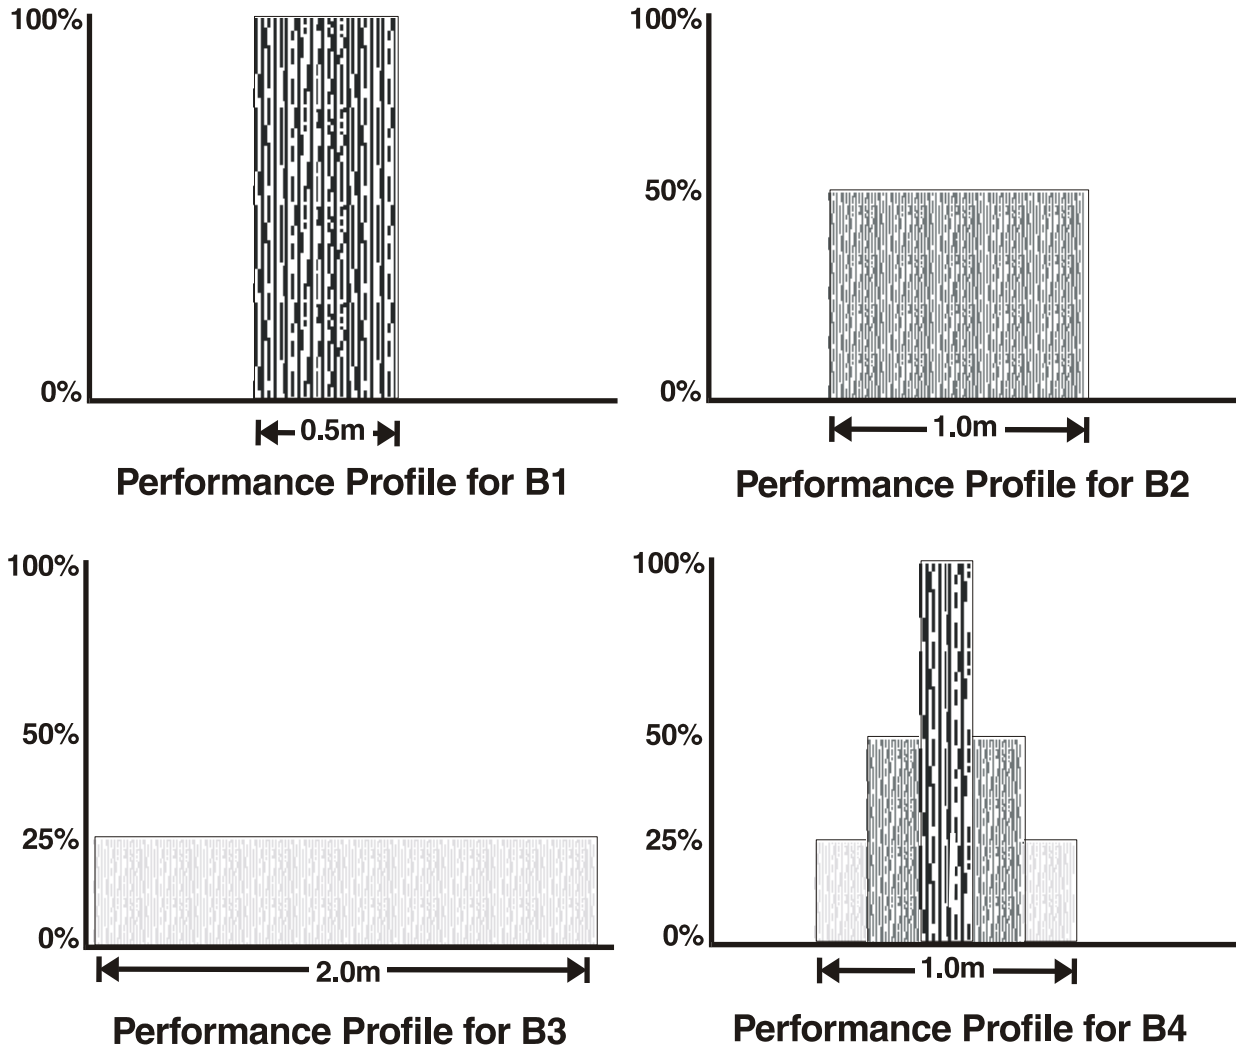 100%
0%
0.5m
Performance Profile for B1
100%
50%
0%
1.0m
Performance Profile for B2
100%
50%
25%
0%
2.0m
Performance Profile for B3
100%
50%
25%
0%
1.0m
Performance Profile for B4